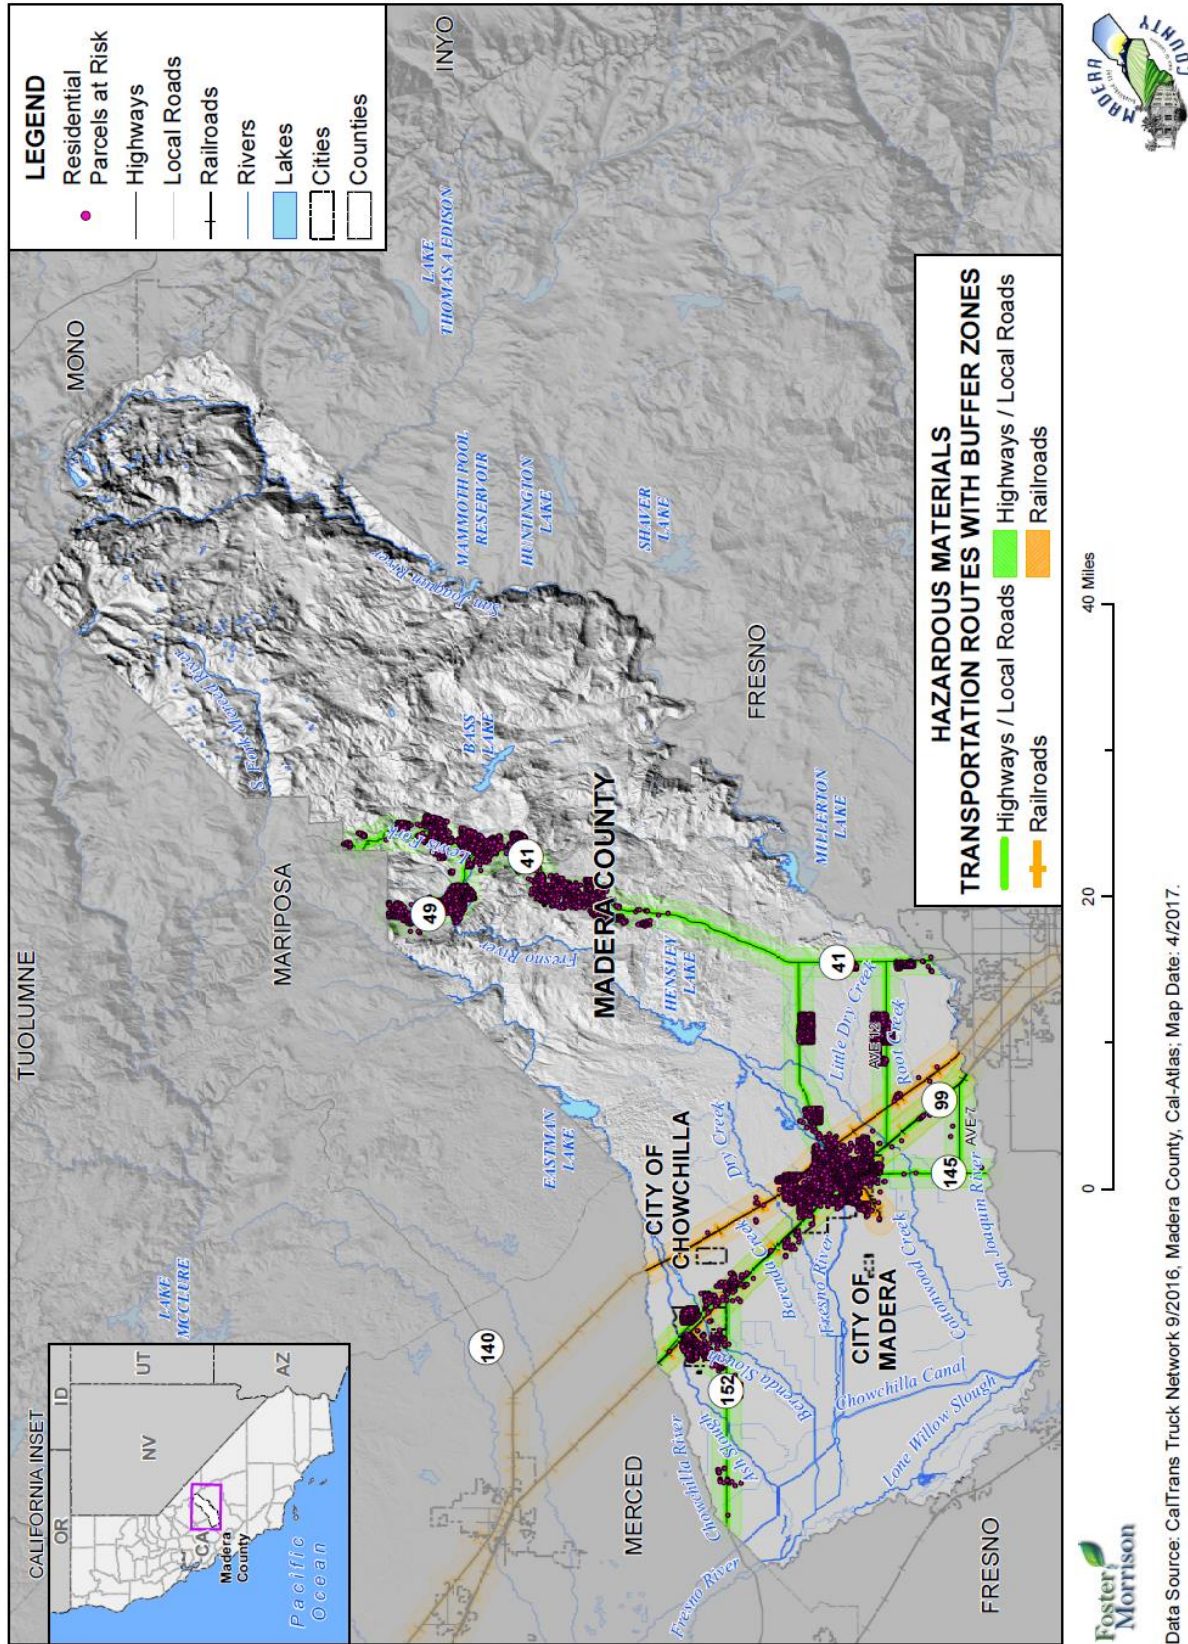 CALIFORNIA INSET
OR
ID
NV
UT
CA
AZ
Madera
County
Pacific
Ocean
LEGEND
Residential
Parcels at Risk
Highways
Local Roads
Railroads
Rivers
Lakes
Cities
Counties
TUOLUMNE
MONO
INYO
MARIPOSA
MERCED
FRESNO
FRESNO
LAKE
MCCLURE
LAKE
THOMAS A EDISON
S. Fork Merced River
San Joaquin River
MAMMOTH POOL
RESERVOIR
HUNTINGTON
LAKE
SHAVER
LAKE
BASS
LAKE
Lewis Fork
49
41
Fresno River
MADERA COUNTY
HENSLEY
LAKE
MILLERTON
LAKE
EASTMAN
LAKE
140
CITY OF
CHOWCHILLA
Dry Creek
Berenda Creek
Little Dry Creek
41
AVE 12
Root Creek
99
AVE 7
145
San Joaquin River
Cottonwood Creek
CITY OF
MADERA
Fresno River
Berenda Slough
152
Ash Slough
Chowchilla River
Chowchilla Canal
Lone Willow Slough
Fresno River
HAZARDOUS MATERIALS
TRANSPORTATION ROUTES WITH BUFFER ZONES
Highways / Local Roads
Highways / Local Roads
Railroads
Railroads
0
20
40 Miles
Foster
Morrison
MADERA
COUNTY
Data Source: CalTrans Truck Network 9/2016, Madera County, Cal-Atlas; Map Date: 4/2017.